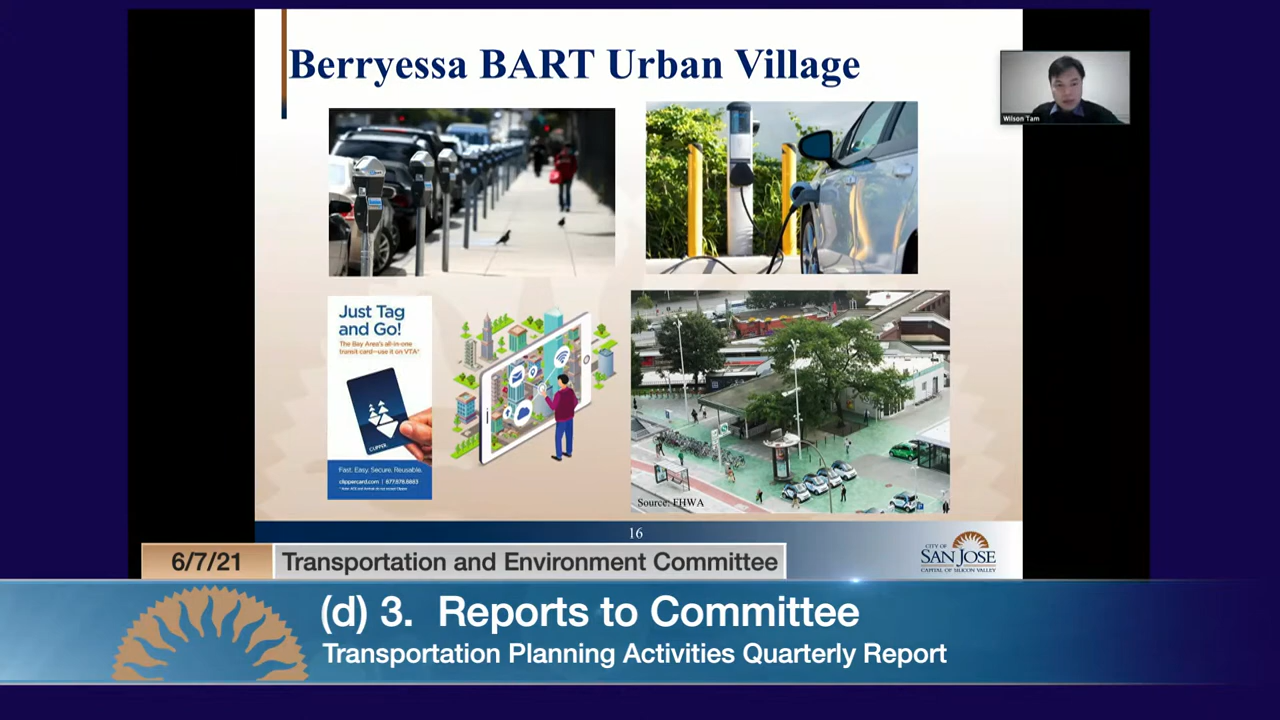 Berryessa BART Urban Village
Wilson Tam
Just Tag
and Go!
The Bay Area's all-in-one
transit card—use it on VTA*
CLIPPER
Fast. Easy. Secure. Reusable.
clippercard.com | 877.878.8883
Source: FHWA
16
CITY OF
SAN JOSE
CAPITAL OF SILICON VALLEY
6/7/21
Transportation and Environment Committee
(d) 3. Reports to Committee
Transportation Planning Activities Quarterly Report